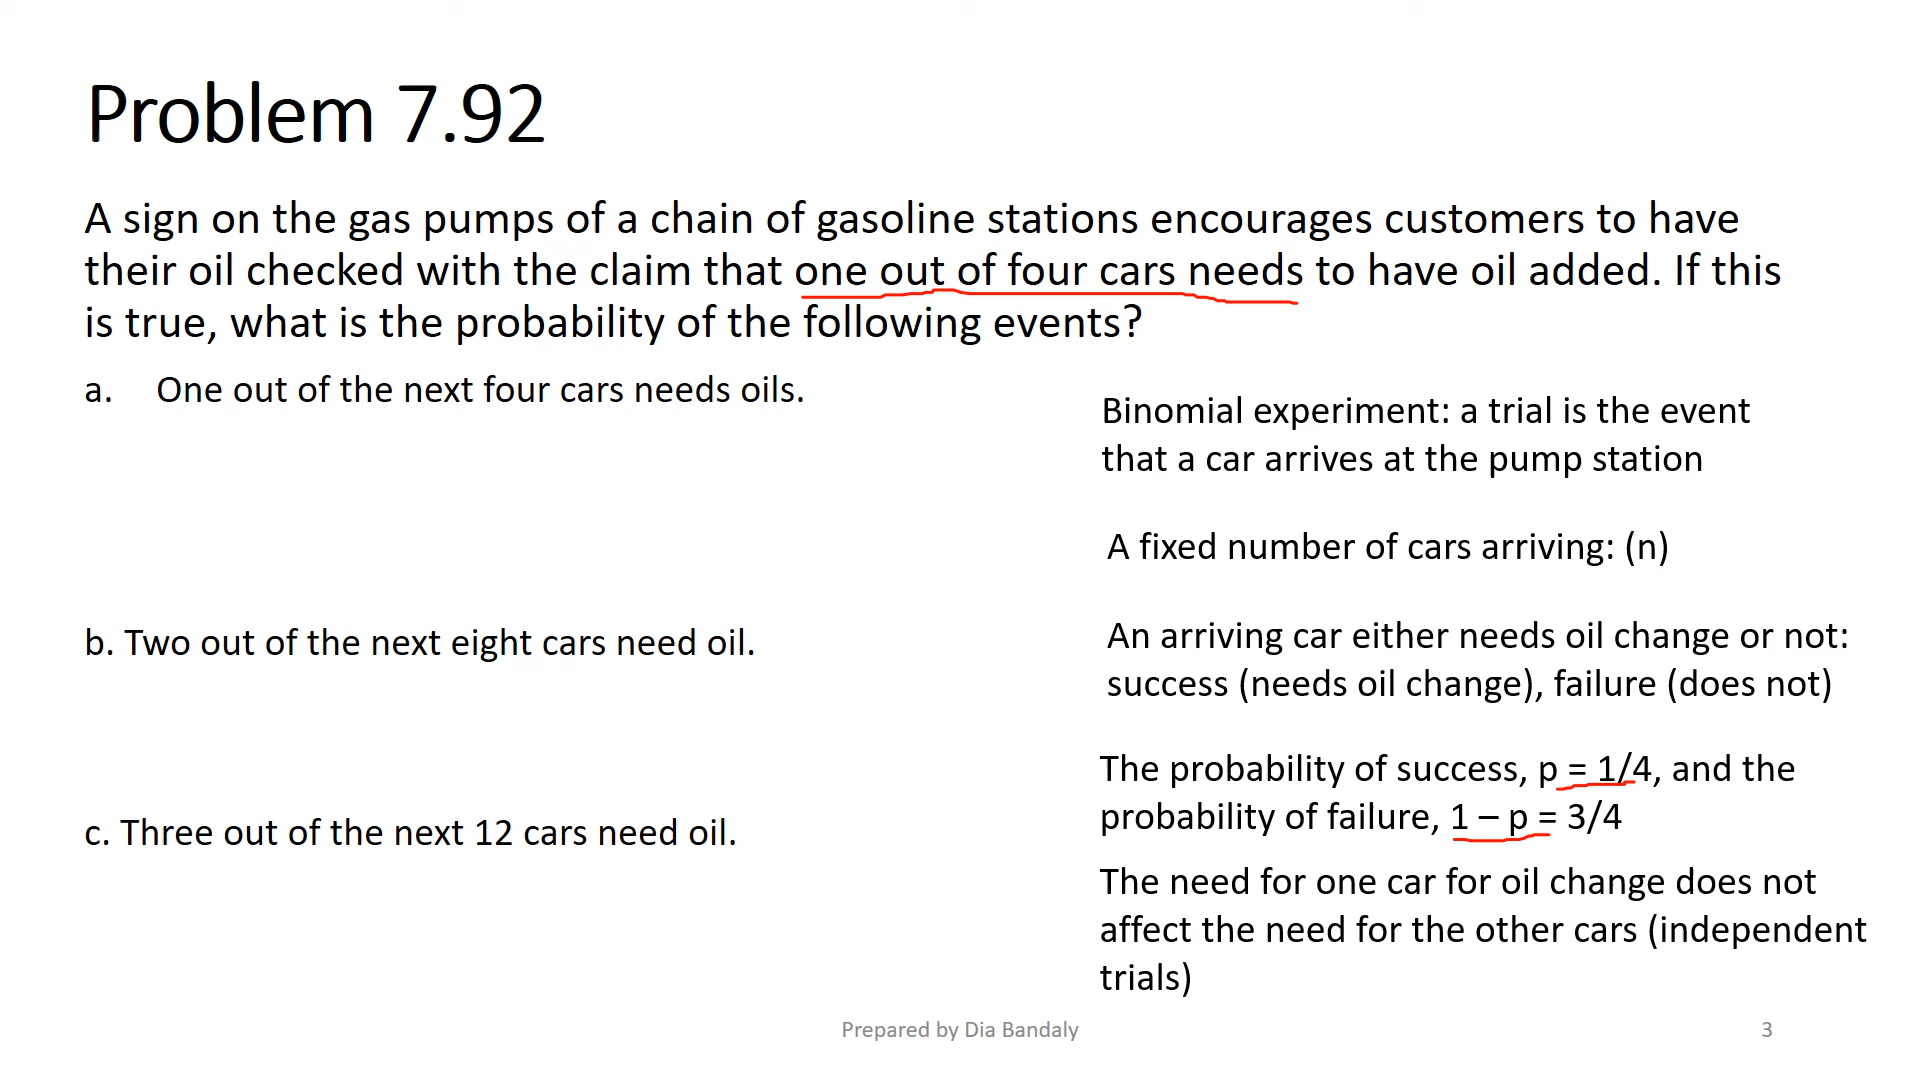 Problem 7.92
A sign on the gas pumps of a chain of gasoline stations encourages customers to have
their oil checked with the claim that one out of four cars needs to have oil added. If this
is true, what is the probability of the following events?
a. One out of the next four cars needs oils.
b. Two out of the next eight cars need oil.
c. Three out of the next 12 cars need oil.
Binomial experiment: a trial is the event
that a car arrives at the pump station
A fixed number of cars arriving: (n)
An arriving car either needs oil change or not:
success (needs oil change), failure (does not)
The probability of success, p = 1/4, and the
probability of failure, 1 – p = 3/4
The need for one car for oil change does not
affect the need for the other cars (independent
trials)
Prepared by Dia Bandaly
3